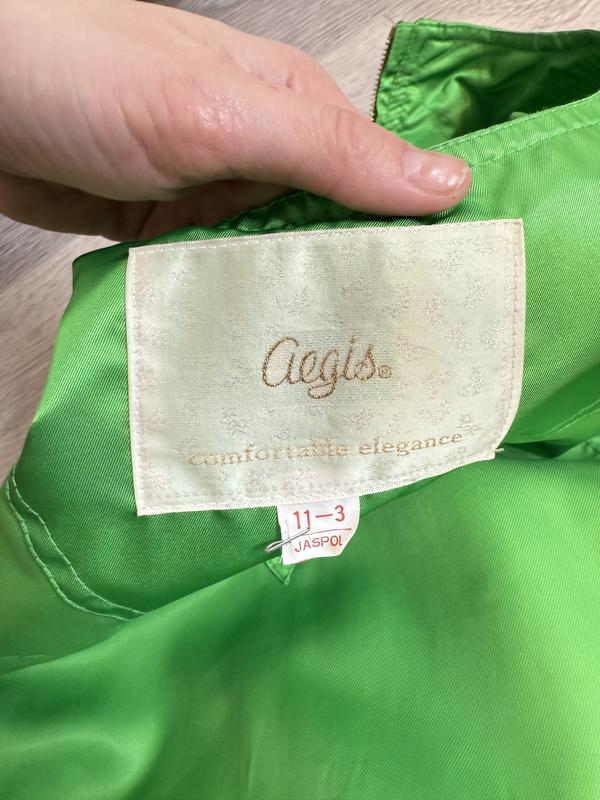 aegis®
comfortable elegance
11-3
JASPOL